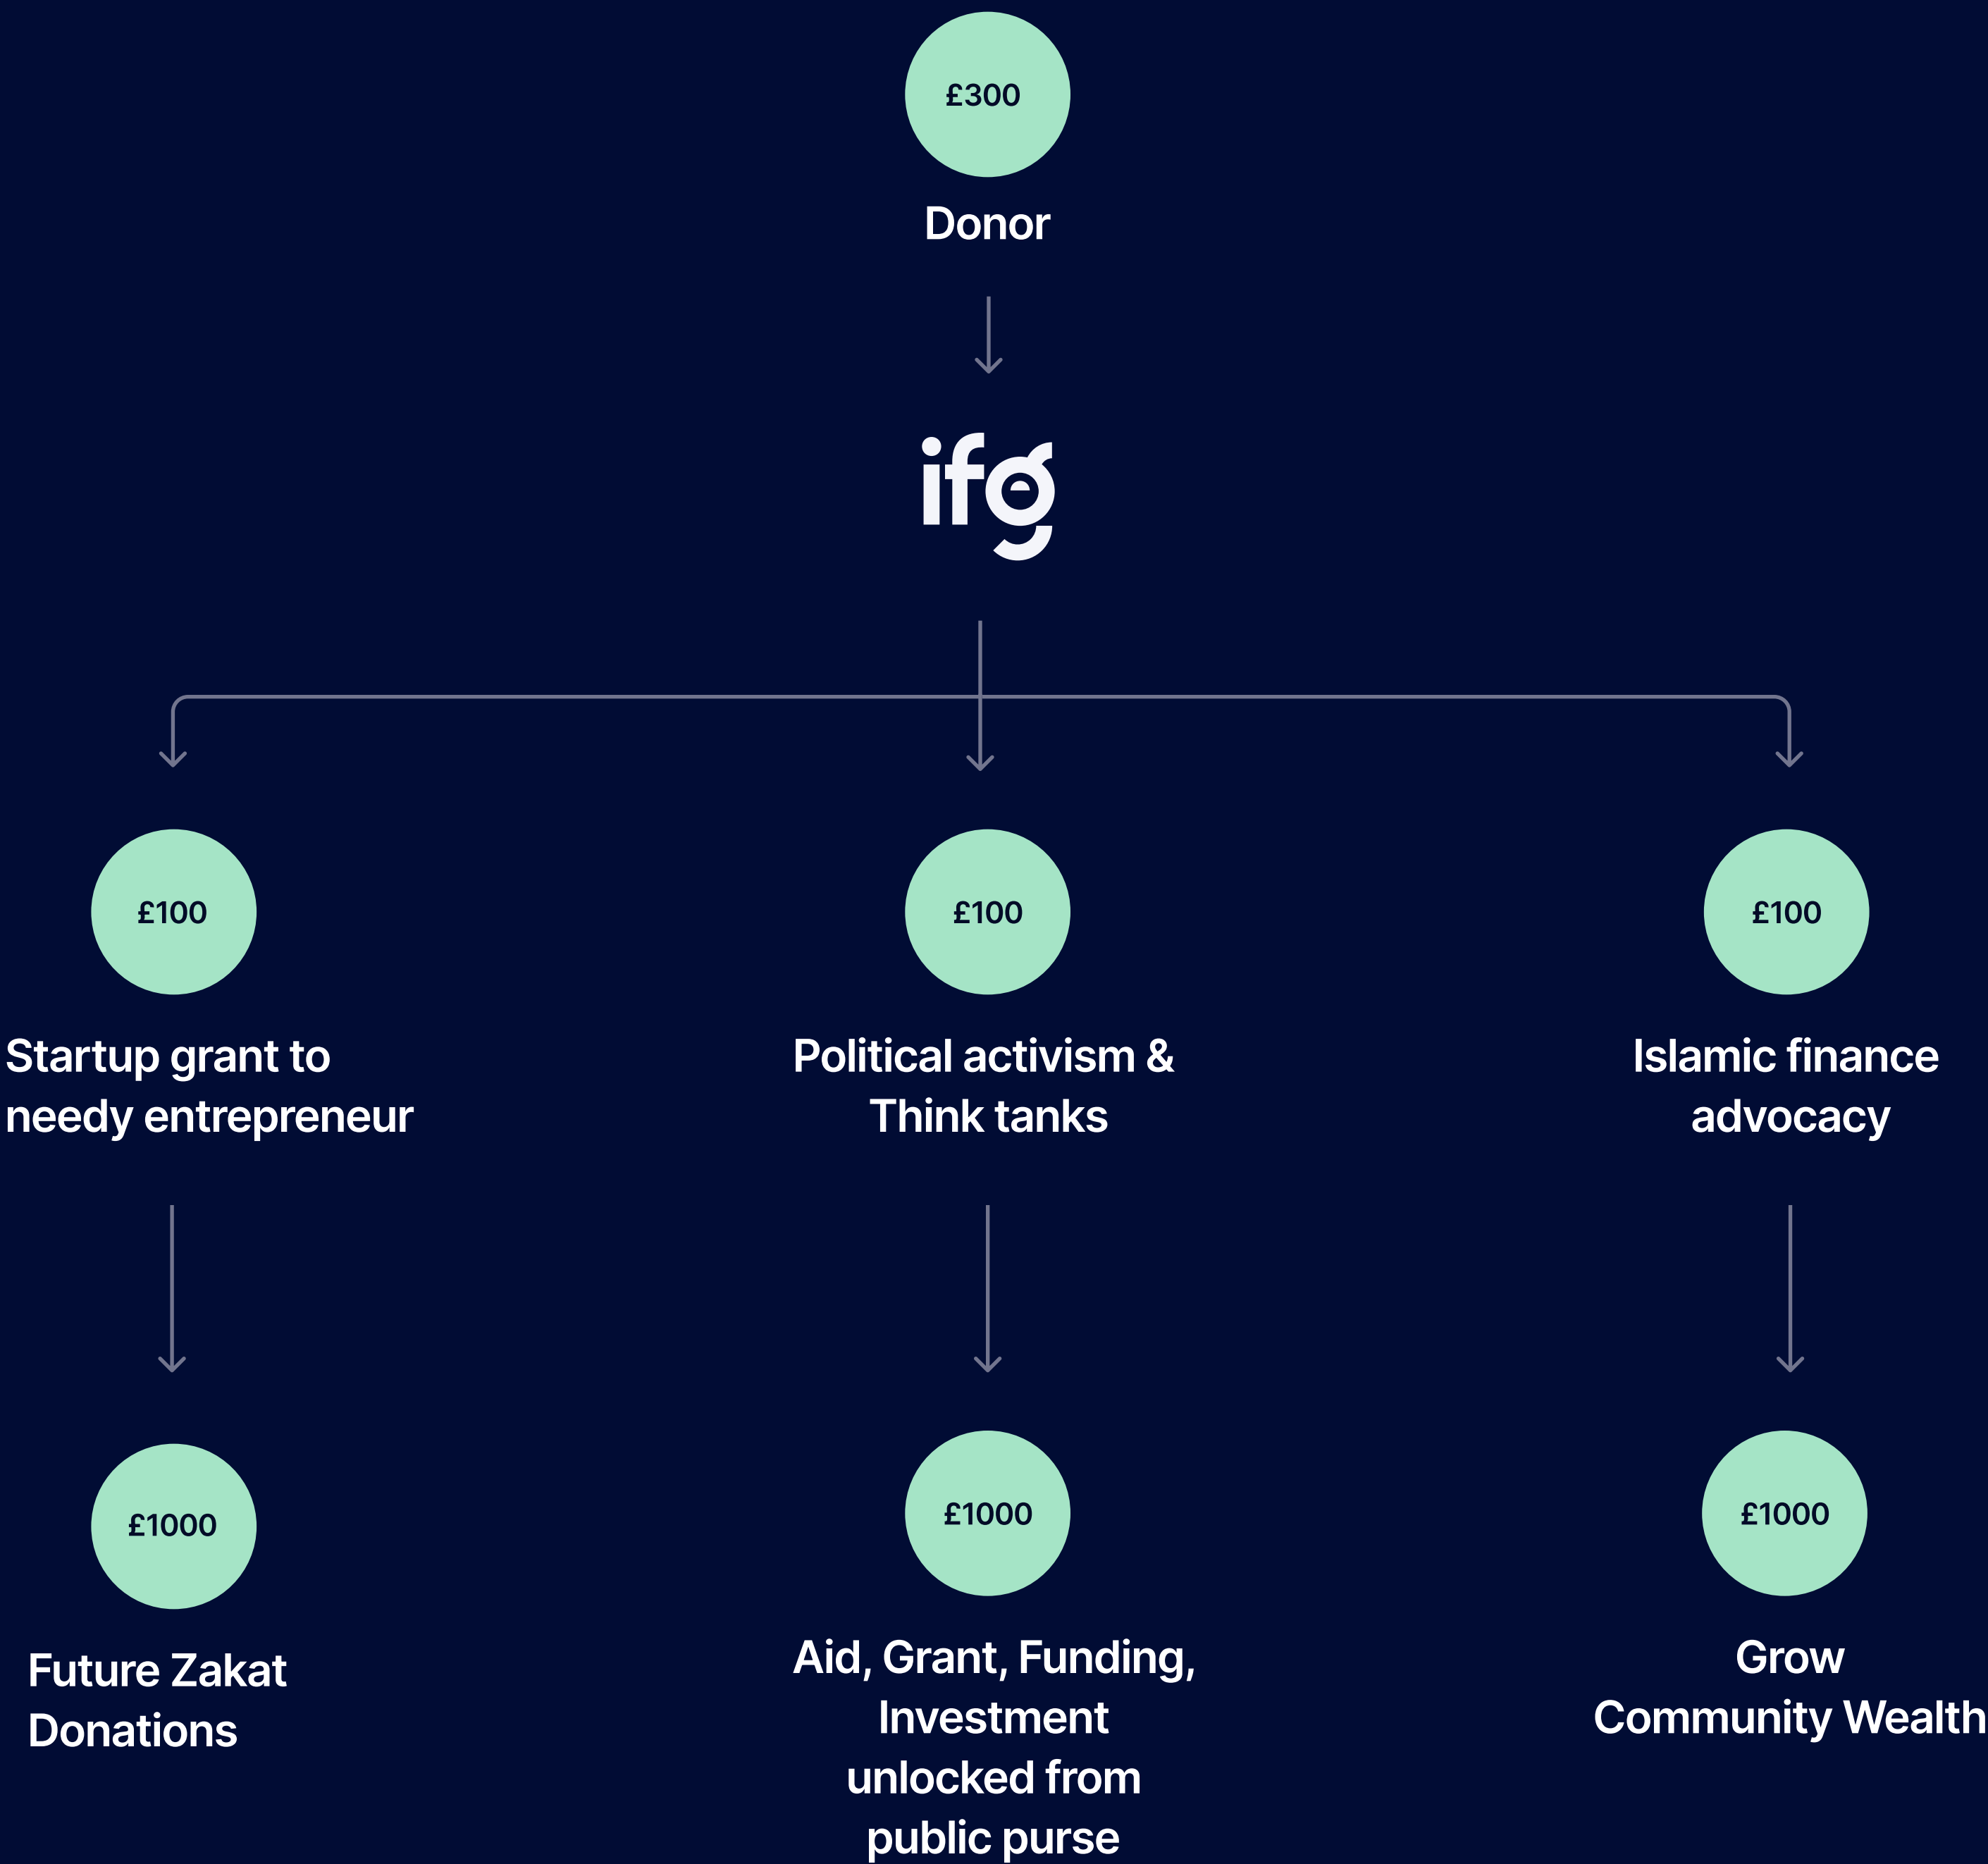 £300
Donor
ifg
£100
£100
£100
Startup grant to
needy entrepreneur
Political activism &
Think tanks
Islamic finance
advocacy
£1000
£1000
£1000
Future Zakat
Donations
Aid, Grant, Funding,
Investment
unlocked from
public purse
Grow
Community Wealth